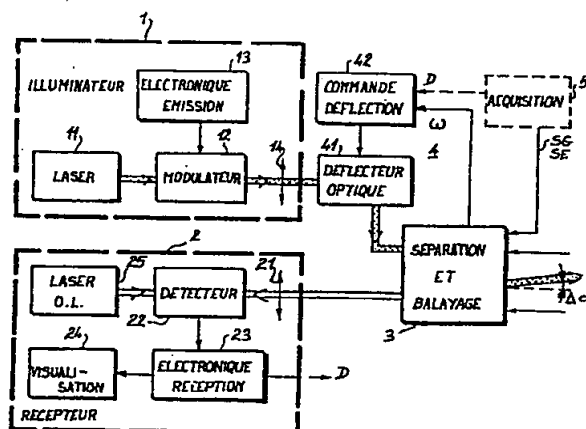 1
ILLUMINATEUR
13
ELECTRONIQUE
EMISSION
11
LASER
12
MODULATEUR
14
42
COMMANDE
DEFLECTION
D
ω
ACQUISITION
5
SG
SE
4
41
DEFLECTEUR
OPTIQUE
SEPARATION
ET
BALAYAGE
3
2
LASER
O.L.
25
DETECTEUR
22
21
24
VISUALI-
SATION
23
ELECTRONIQUE
RECEPTION
D
RECEPTEUR